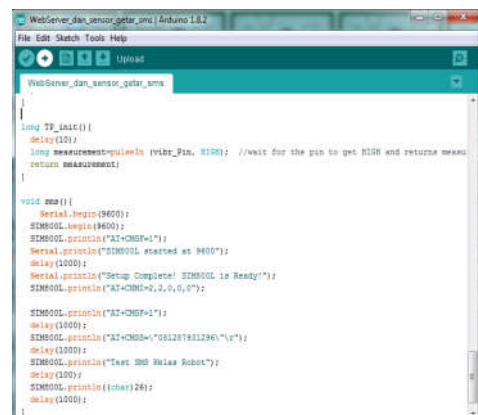 WebServer_dan_sensor_getar_sms | Arduino 1.8.2
File Edit Sketch Tools Help
Upload
WebServer_dan_sensor_getar_sms
}
long TP_init(){
delay(10);
long measurement=pulseIn (vibr_Pin, HIGH); //wait for the pin to get HIGH and returns measu
return measurement;
}
void sms(){
Serial.begin(9600);
SIM800L.begin(9600);
SIM800L.println("AT+CMGF=1");
Serial.println("SIM800L started at 9600");
delay(1000);
Serial.println("Setup Complete! SIM800L is Ready!");
SIM800L.println("AT+CNMI=2,2,0,0,0");
SIM800L.println("AT+CMGF=1");
delay(1000);
SIM800L.println("AT+CMGS=\"081287931296\"\r");
delay(1000);
SIM800L.println("Test SMS Kelas Robot");
delay(100);
SIM800L.println((char)26);
delay(1000);
}